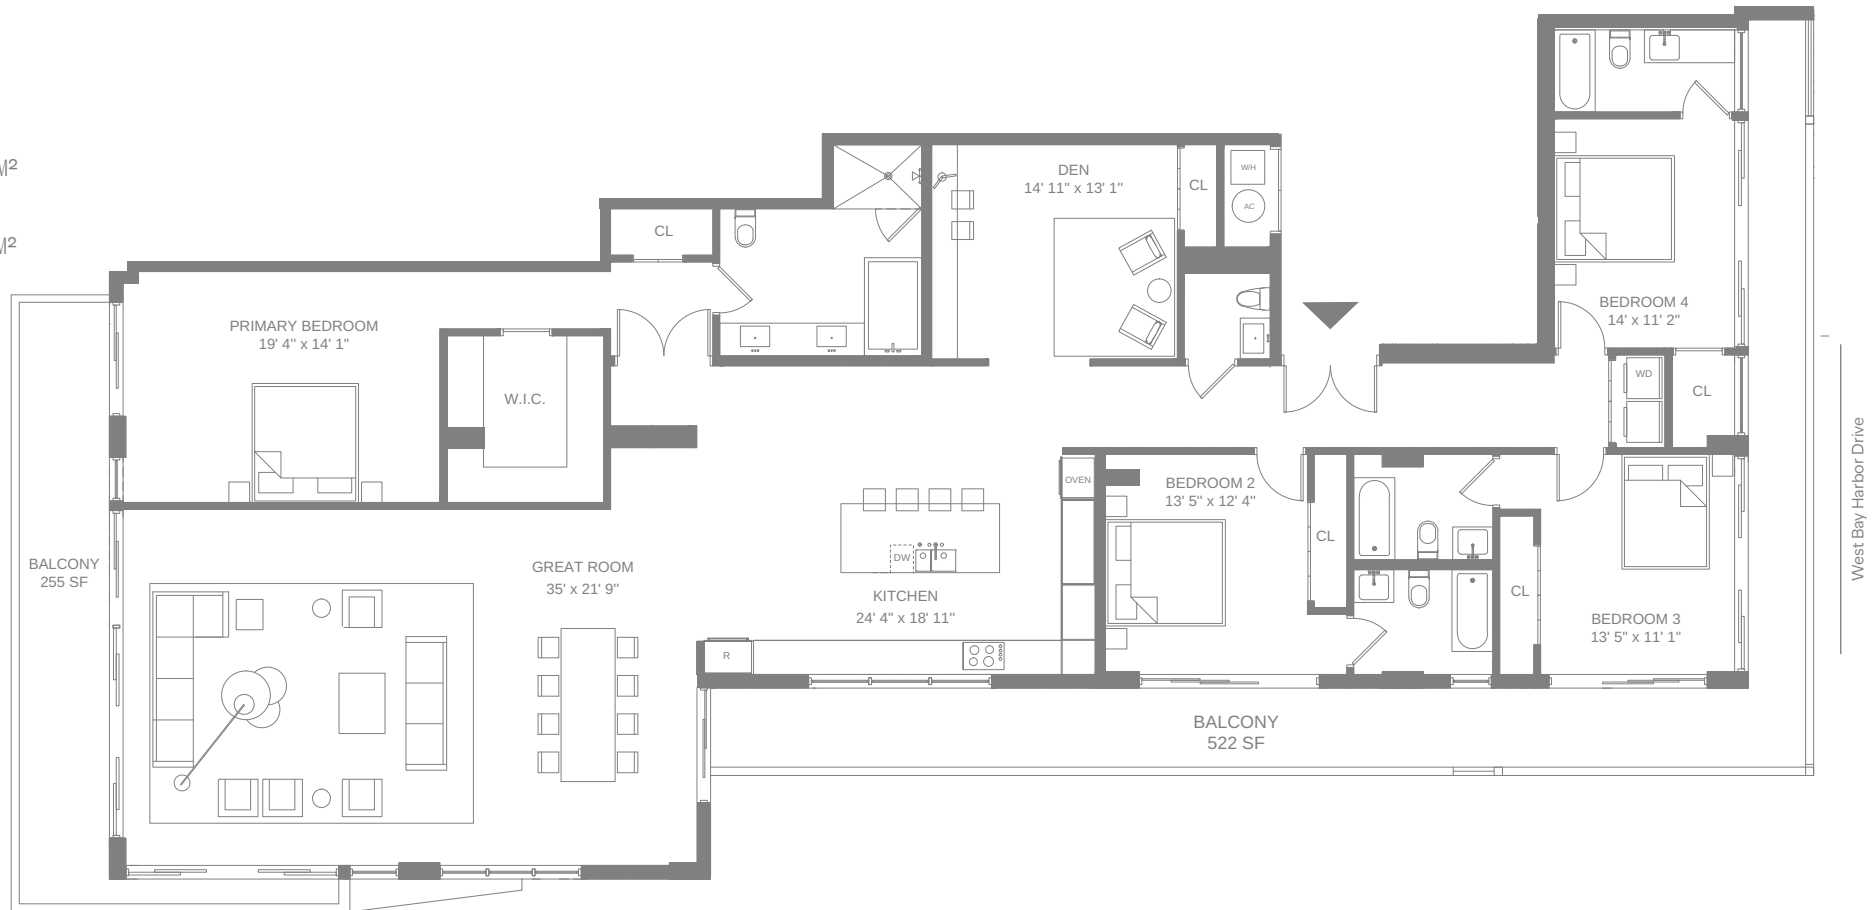 M²
M²
PRIMARY BEDROOM
19' 4" x 14' 1"
CL
W.I.C.
DEN
14' 11" x 13' 1"
CL
W/H
AC
BEDROOM 4
14' x 11' 2"
WD
CL
BALCONY
255 SF
GREAT ROOM
35' x 21' 9"
DW
KITCHEN
24' 4" x 18' 11"
R
OVEN
BEDROOM 2
13' 5" x 12' 4"
CL
CL
BEDROOM 3
13' 5" x 11' 1"
BALCONY
522 SF
West Bay Harbor Drive